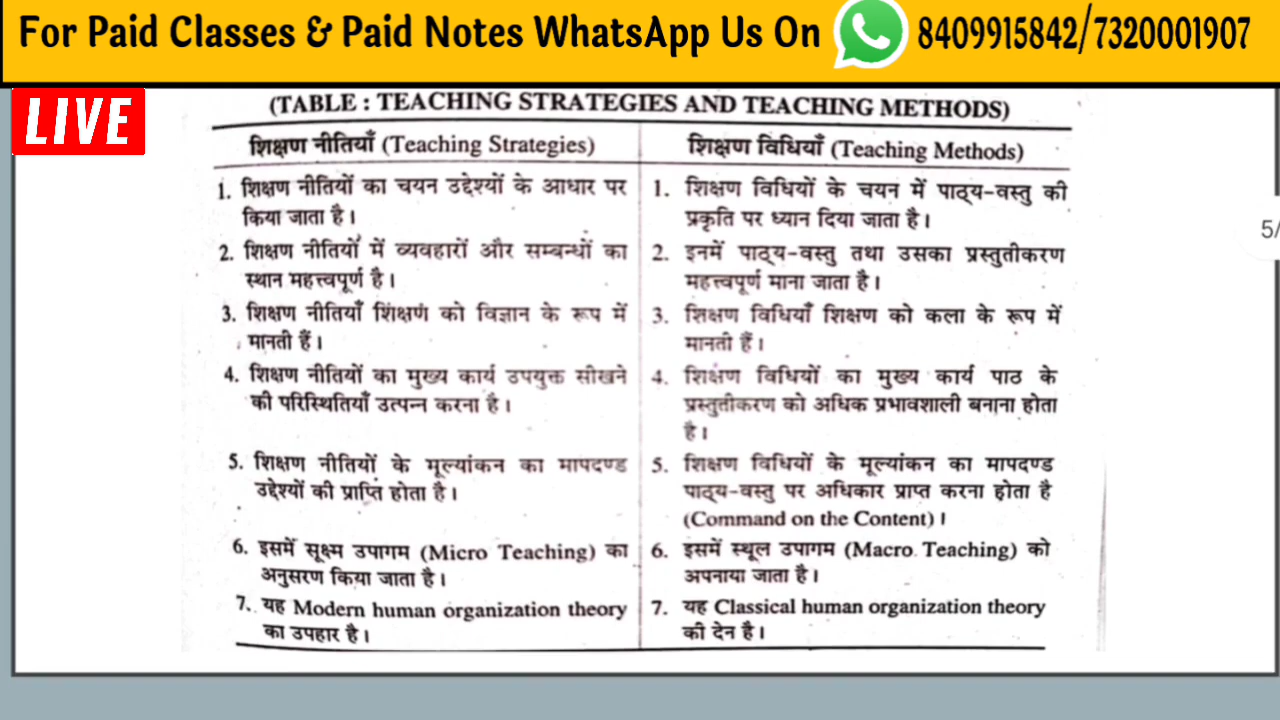 For Paid Classes & Paid Notes WhatsApp Us On 8409915842/7320001907
LIVE
(TABLE : TEACHING STRATEGIES AND TEACHING METHODS)
शिक्षण नीतियाँ (Teaching Strategies)
1. शिक्षण नीतियों का चयन उद्देश्यों के आधार पर
किया जाता है।
2. शिक्षण नीतियों में व्यवहारों और सम्बन्धों का
स्थान महत्त्वपूर्ण है।
3. शिक्षण नीतियाँ शिक्षण को विज्ञान के रूप में
मानती हैं।
4. शिक्षण नीतियों का मुख्य कार्य उपयुक्त सीखने
की परिस्थितियाँ उत्पन्न करना है।
5. शिक्षण नीतियों के मूल्यांकन का मापदण्ड
उद्देश्यों की प्राप्ति होता है।
6. इसमें सूक्ष्म उपागम (Micro Teaching) का
अनुसरण किया जाता है।
7. यह Modern human organization theory
का उपहार है।
शिक्षण विधियाँ (Teaching Methods)
1. शिक्षण विधियों के चयन में पाठ्य-वस्तु की
प्रकृति पर ध्यान दिया जाता है।
2. इनमें पाठ्य-वस्तु तथा उसका प्रस्तुतीकरण
महत्त्वपूर्ण माना जाता है।
3. शिक्षण विधियाँ शिक्षण को कला के रूप में
मानती हैं।
4. शिक्षण विधियों का मुख्य कार्य पाठ के
प्रस्तुतीकरण को अधिक प्रभावशाली बनाना होता
है।
5. शिक्षण विधियों के मूल्यांकन का मापदण्ड
पाठ्य-वस्तु पर अधिकार प्राप्त करना होता है
(Command on the Content)।
6. इसमें स्थूल उपागम (Macro Teaching) को
अपनाया जाता है।
7. यह Classical human organization theory
की देन है।
5/